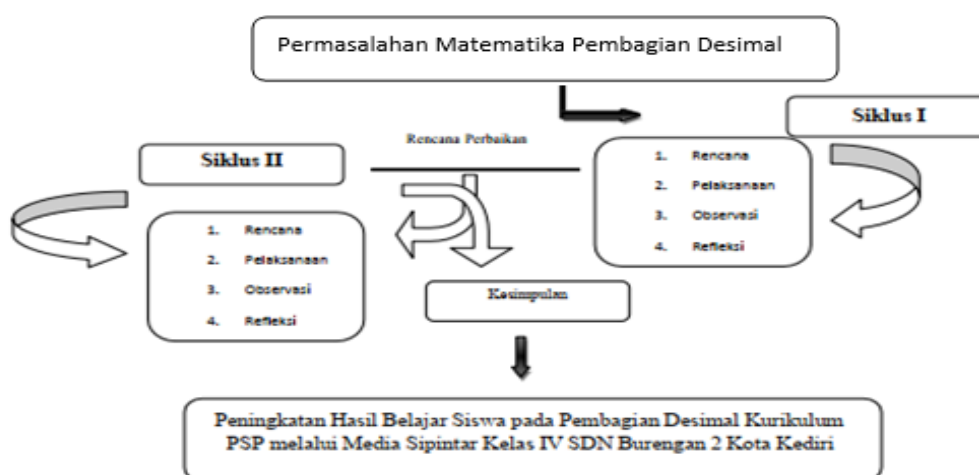 Permasalahan Matematika Pembagian Desimal
Siklus I
Rencana Perbaikan
1. Rencana
2. Pelaksanaan
3. Observasi
4. Refleksi
Siklus II
1. Rencana
2. Pelaksanaan
3. Observasi
4. Refleksi
Kesimpulan
Peningkatan Hasil Belajar Siswa pada Pembagian Desimal Kurikulum
PSP melalui Media Sipintar Kelas IV SDN Burengan 2 Kota Kediri